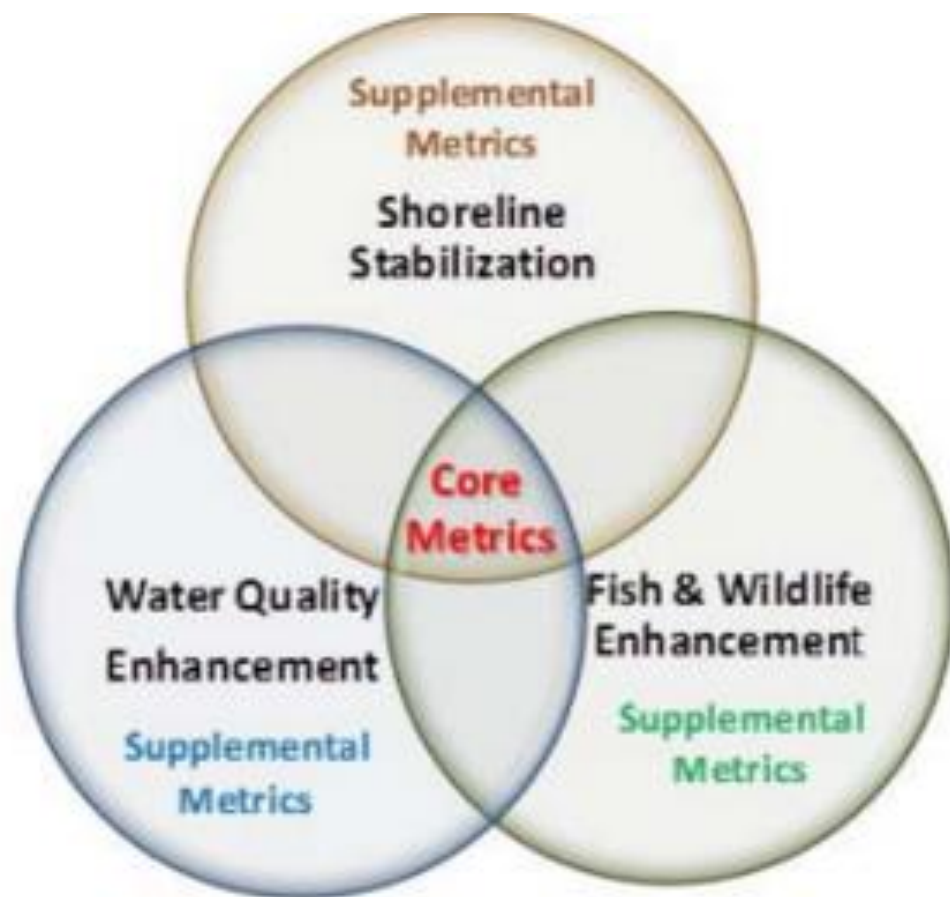 Supplemental
Metrics
Shoreline
Stabilization
Core
Metrics
Water Quality
Enhancement
Supplemental
Metrics
Fish & Wildlife
Enhancement
Supplemental
Metrics